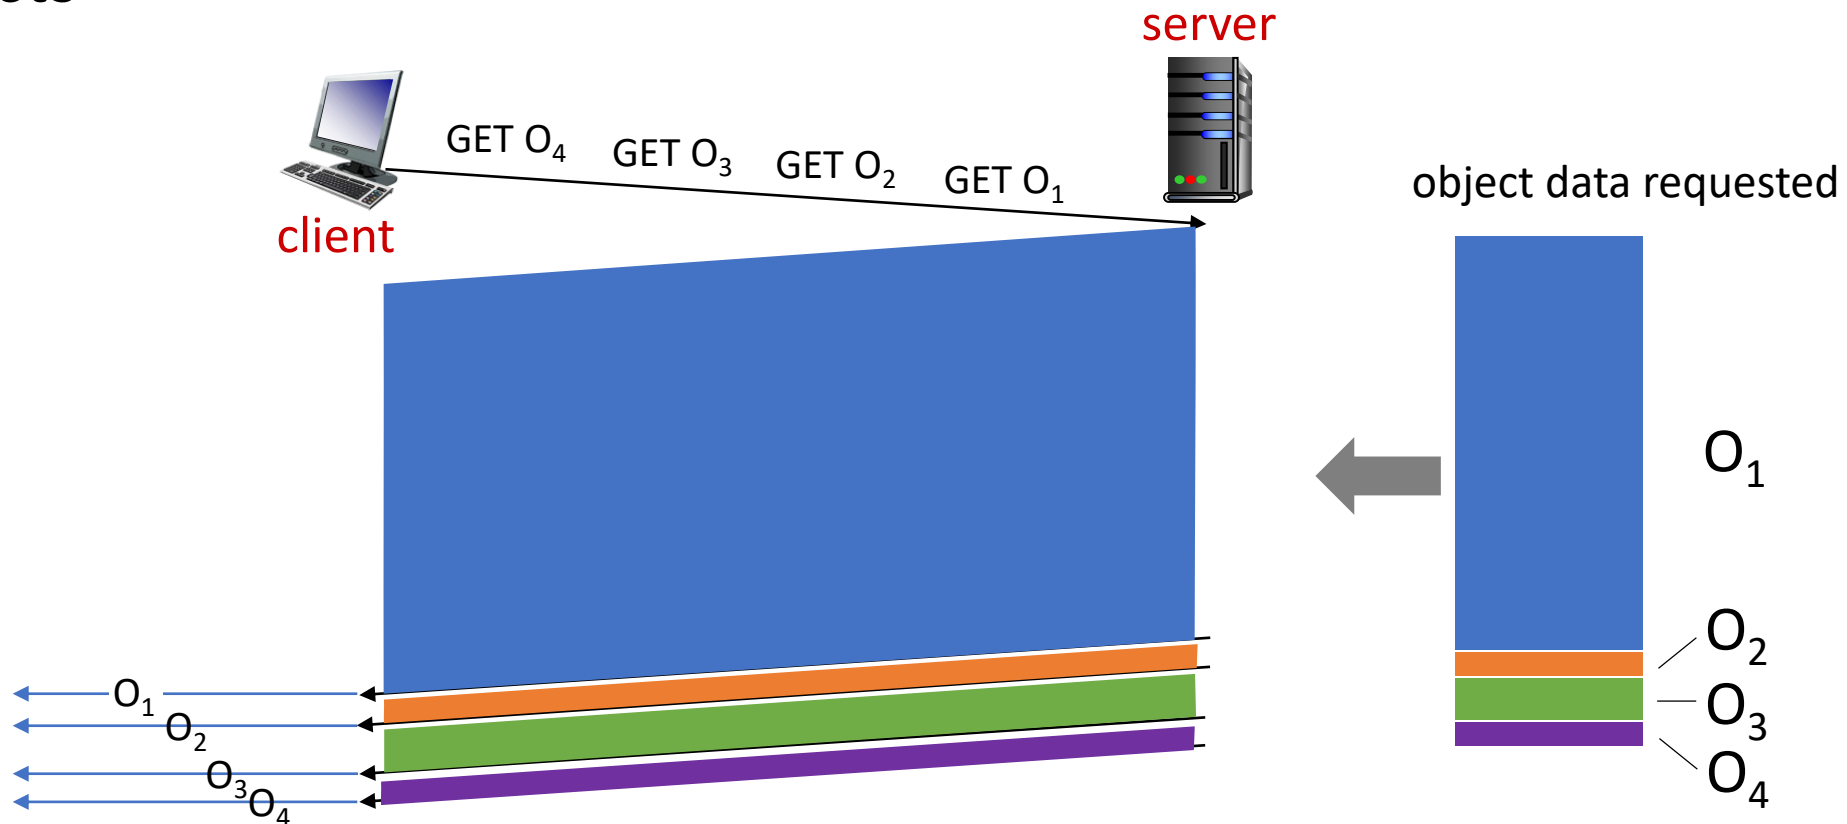 server
GET O₄
GET O₃
GET O₂
GET O₁
object data requested
client
O₁
O₂
O₃
O₄
O₁
O₂
O₃
O₄